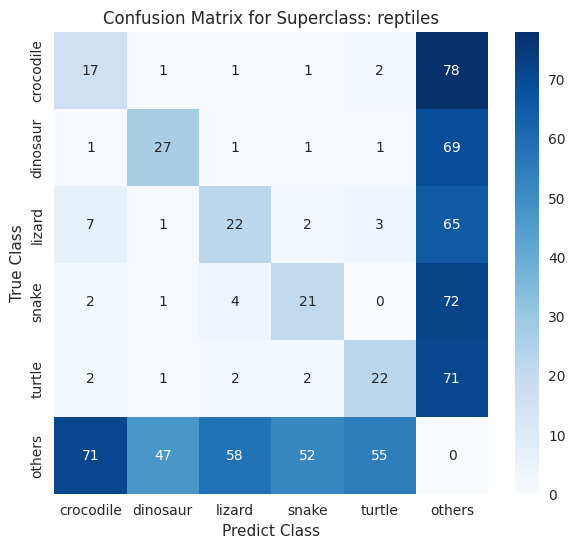 Confusion Matrix for Superclass: reptiles
True Class
crocodile 17 1 1 1 2 78
dinosaur 1 27 1 1 1 69
lizard 7 1 22 2 3 65
snake 2 1 4 21 0 72
turtle 2 1 2 2 22 71
others 71 47 58 52 55 0
crocodile dinosaur lizard snake turtle others
Predict Class
70
60
50
40
30
20
10
0